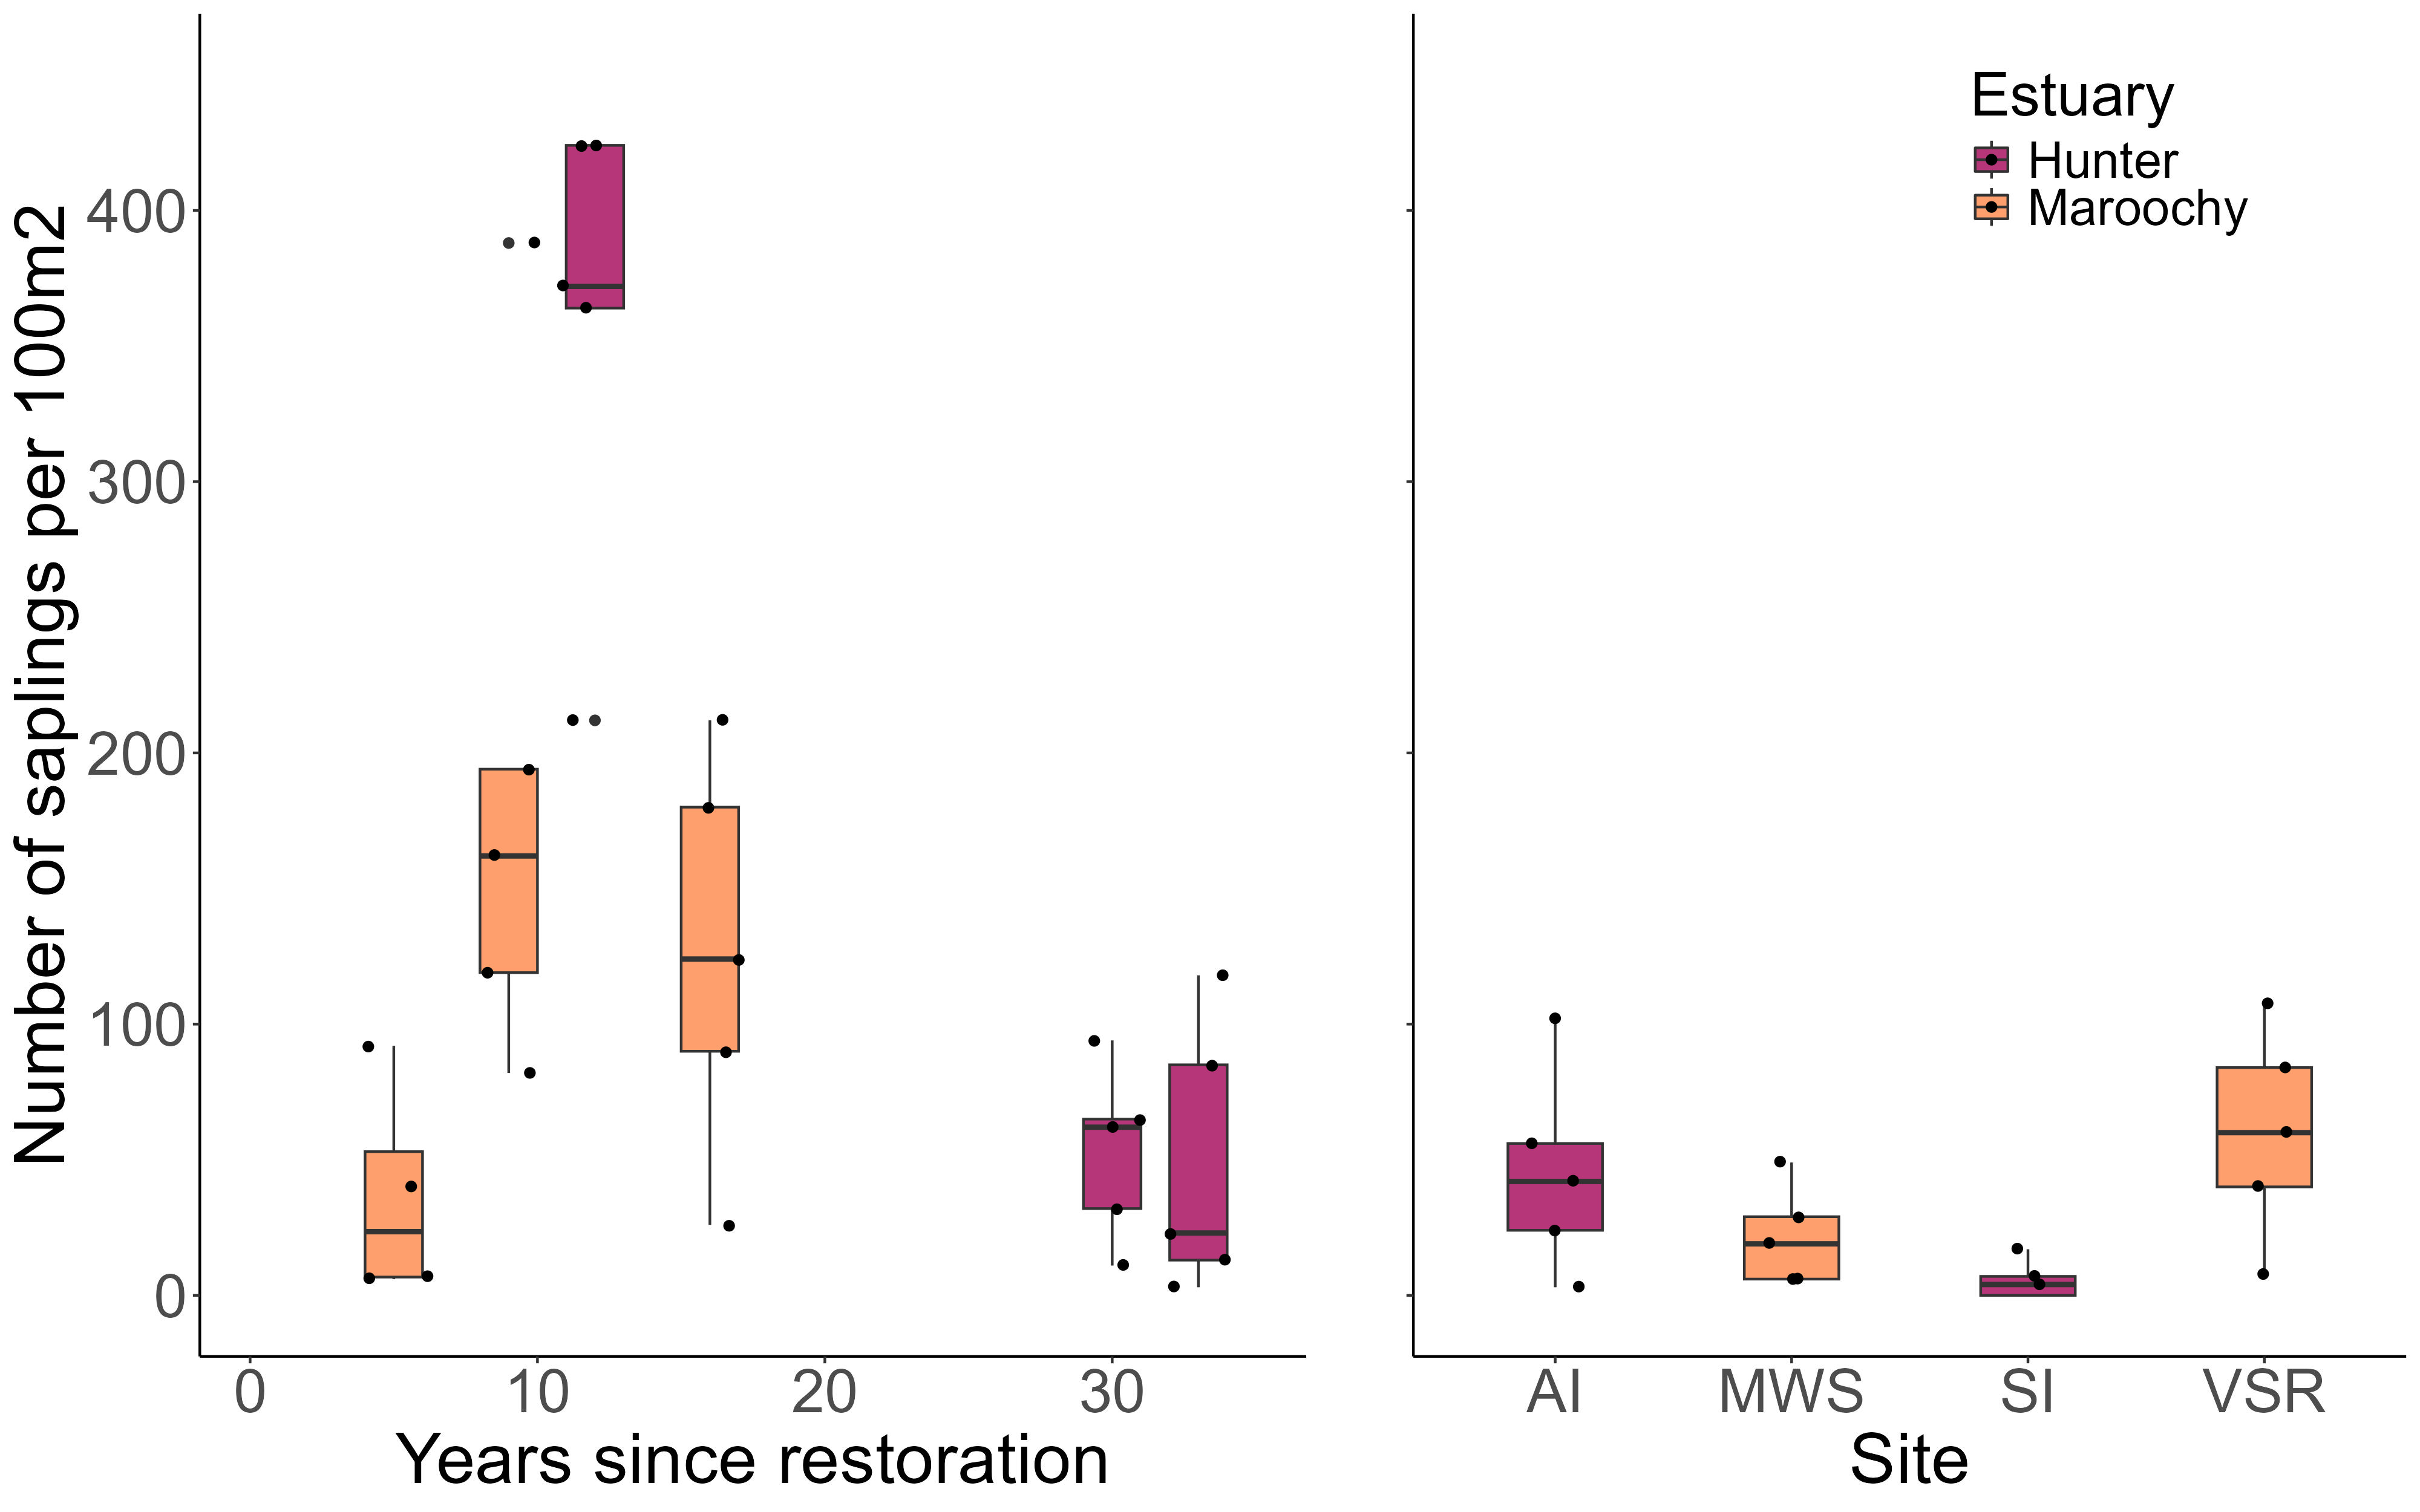 Number of saplings per 100m2
400
300
200
100
0
0 10 20 30
Years since restoration
Estuary
Hunter
Maroochy
AI MWS SI VSR
Site